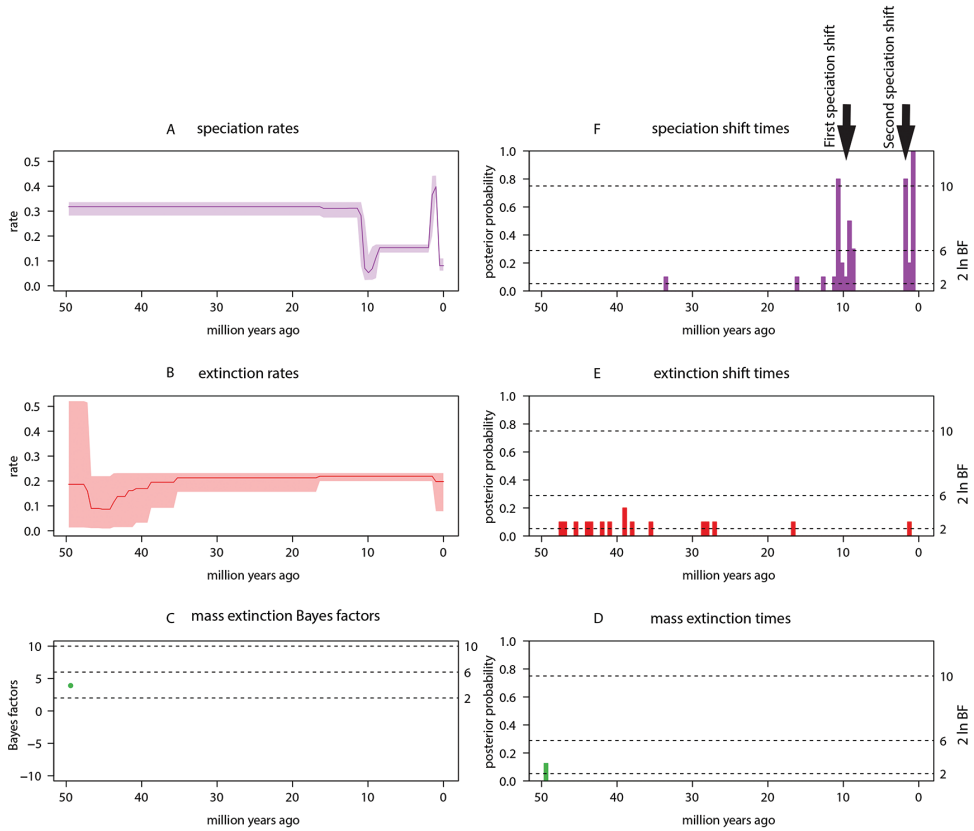 First speciation shift
Second speciation shift
A speciation rates
0.5
0.4
0.3
0.2
0.1
0.0
rate
50 40 30 20 10 0
million years ago
F speciation shift times
1.0
0.8
0.6
0.4
0.2
0.0
posterior probability
10
6
2
2 ln BF
50 40 30 20 10 0
million years ago
B extinction rates
0.5
0.4
0.3
0.2
0.1
0.0
rate
50 40 30 20 10 0
million years ago
E extinction shift times
1.0
0.8
0.6
0.4
0.2
0.0
posterior probability
10
6
2
2 ln BF
50 40 30 20 10 0
million years ago
C mass extinction Bayes factors
10
5
0
−5
−10
Bayes factors
10
6
2
50 40 30 20 10 0
million years ago
D mass extinction times
1.0
0.8
0.6
0.4
0.2
0.0
posterior probability
10
6
2
2 ln BF
50 40 30 20 10 0
million years ago